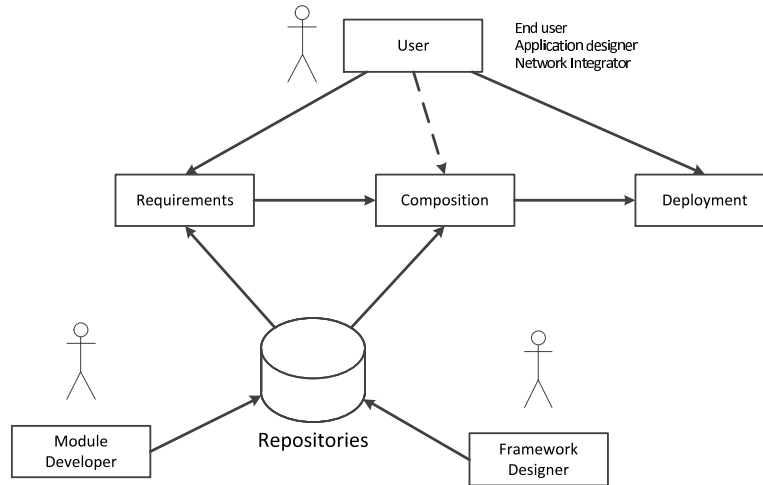 User
End user
Application designer
Network Integrator
Requirements
Composition
Deployment
Repositories
Module
Developer
Framework
Designer